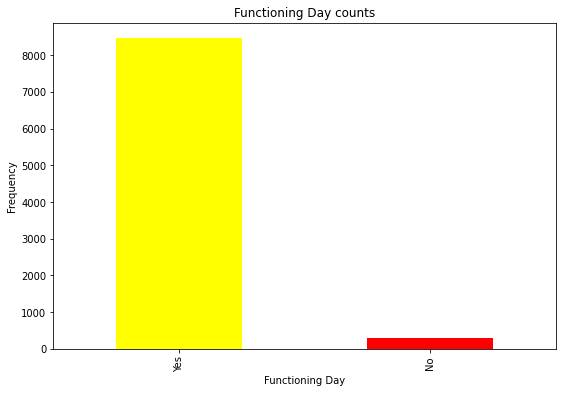 Functioning Day counts
Frequency
8000
7000
6000
5000
4000
3000
2000
1000
0
Yes
No
Functioning Day